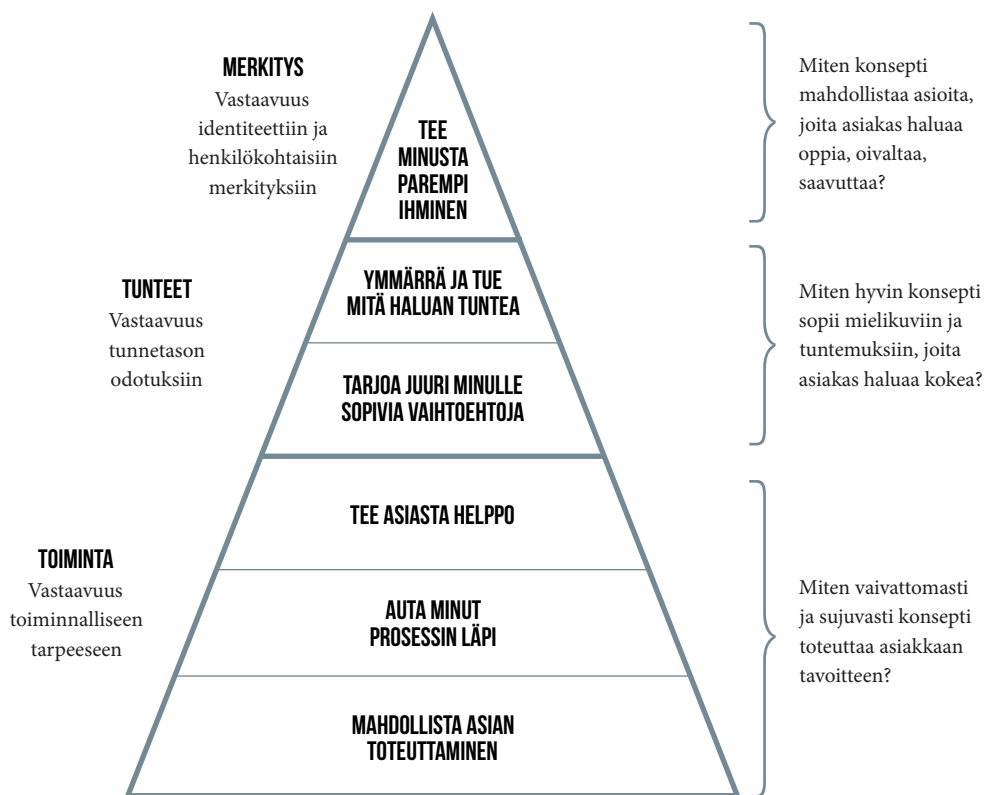 MERKITYS
Vastaavuus
identiteettiin ja
henkilökohtaisiin
merkityksiin
TEE
MINUSTA
PAREMPI
IHMINEN
Miten konsepti
mahdollistaa asioita,
joita asiakas haluaa
oppia, oivaltaa,
saavuttaa?
TUNTEET
Vastaavuus
tunnetason
odotuksiin
YMMÄRRÄ JA TUE
MITÄ HALUAN TUNTEA
TARJOA JUURI MINULLE
SOPIVIA VAIHTOEHTOJA
Miten hyvin konsepti
sopii mielikuviin ja
tuntemuksiin, joita
asiakas haluaa kokea?
TOIMINTA
Vastaavuus
toiminnalliseen
tarpeeseen
TEE ASIASTA HELPPO
AUTA MINUT
PROSESSIN LÄPI
MAHDOLLISTA ASIAN
TOTEUTTAMINEN
Miten vaivattomasti
ja sujuvasti konsepti
toteuttaa asiakkaan
tavoitteen?